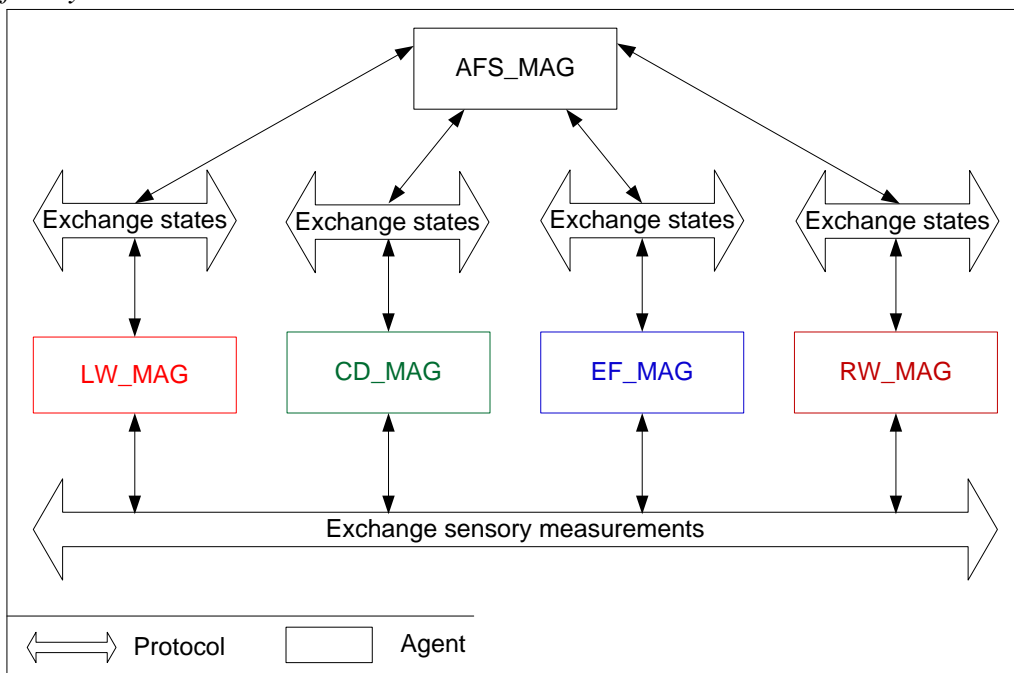 AFS_MAG
Exchange states
Exchange states
Exchange states
Exchange states
LW_MAG
CD_MAG
EF_MAG
RW_MAG
Exchange sensory measurements
Protocol
Agent